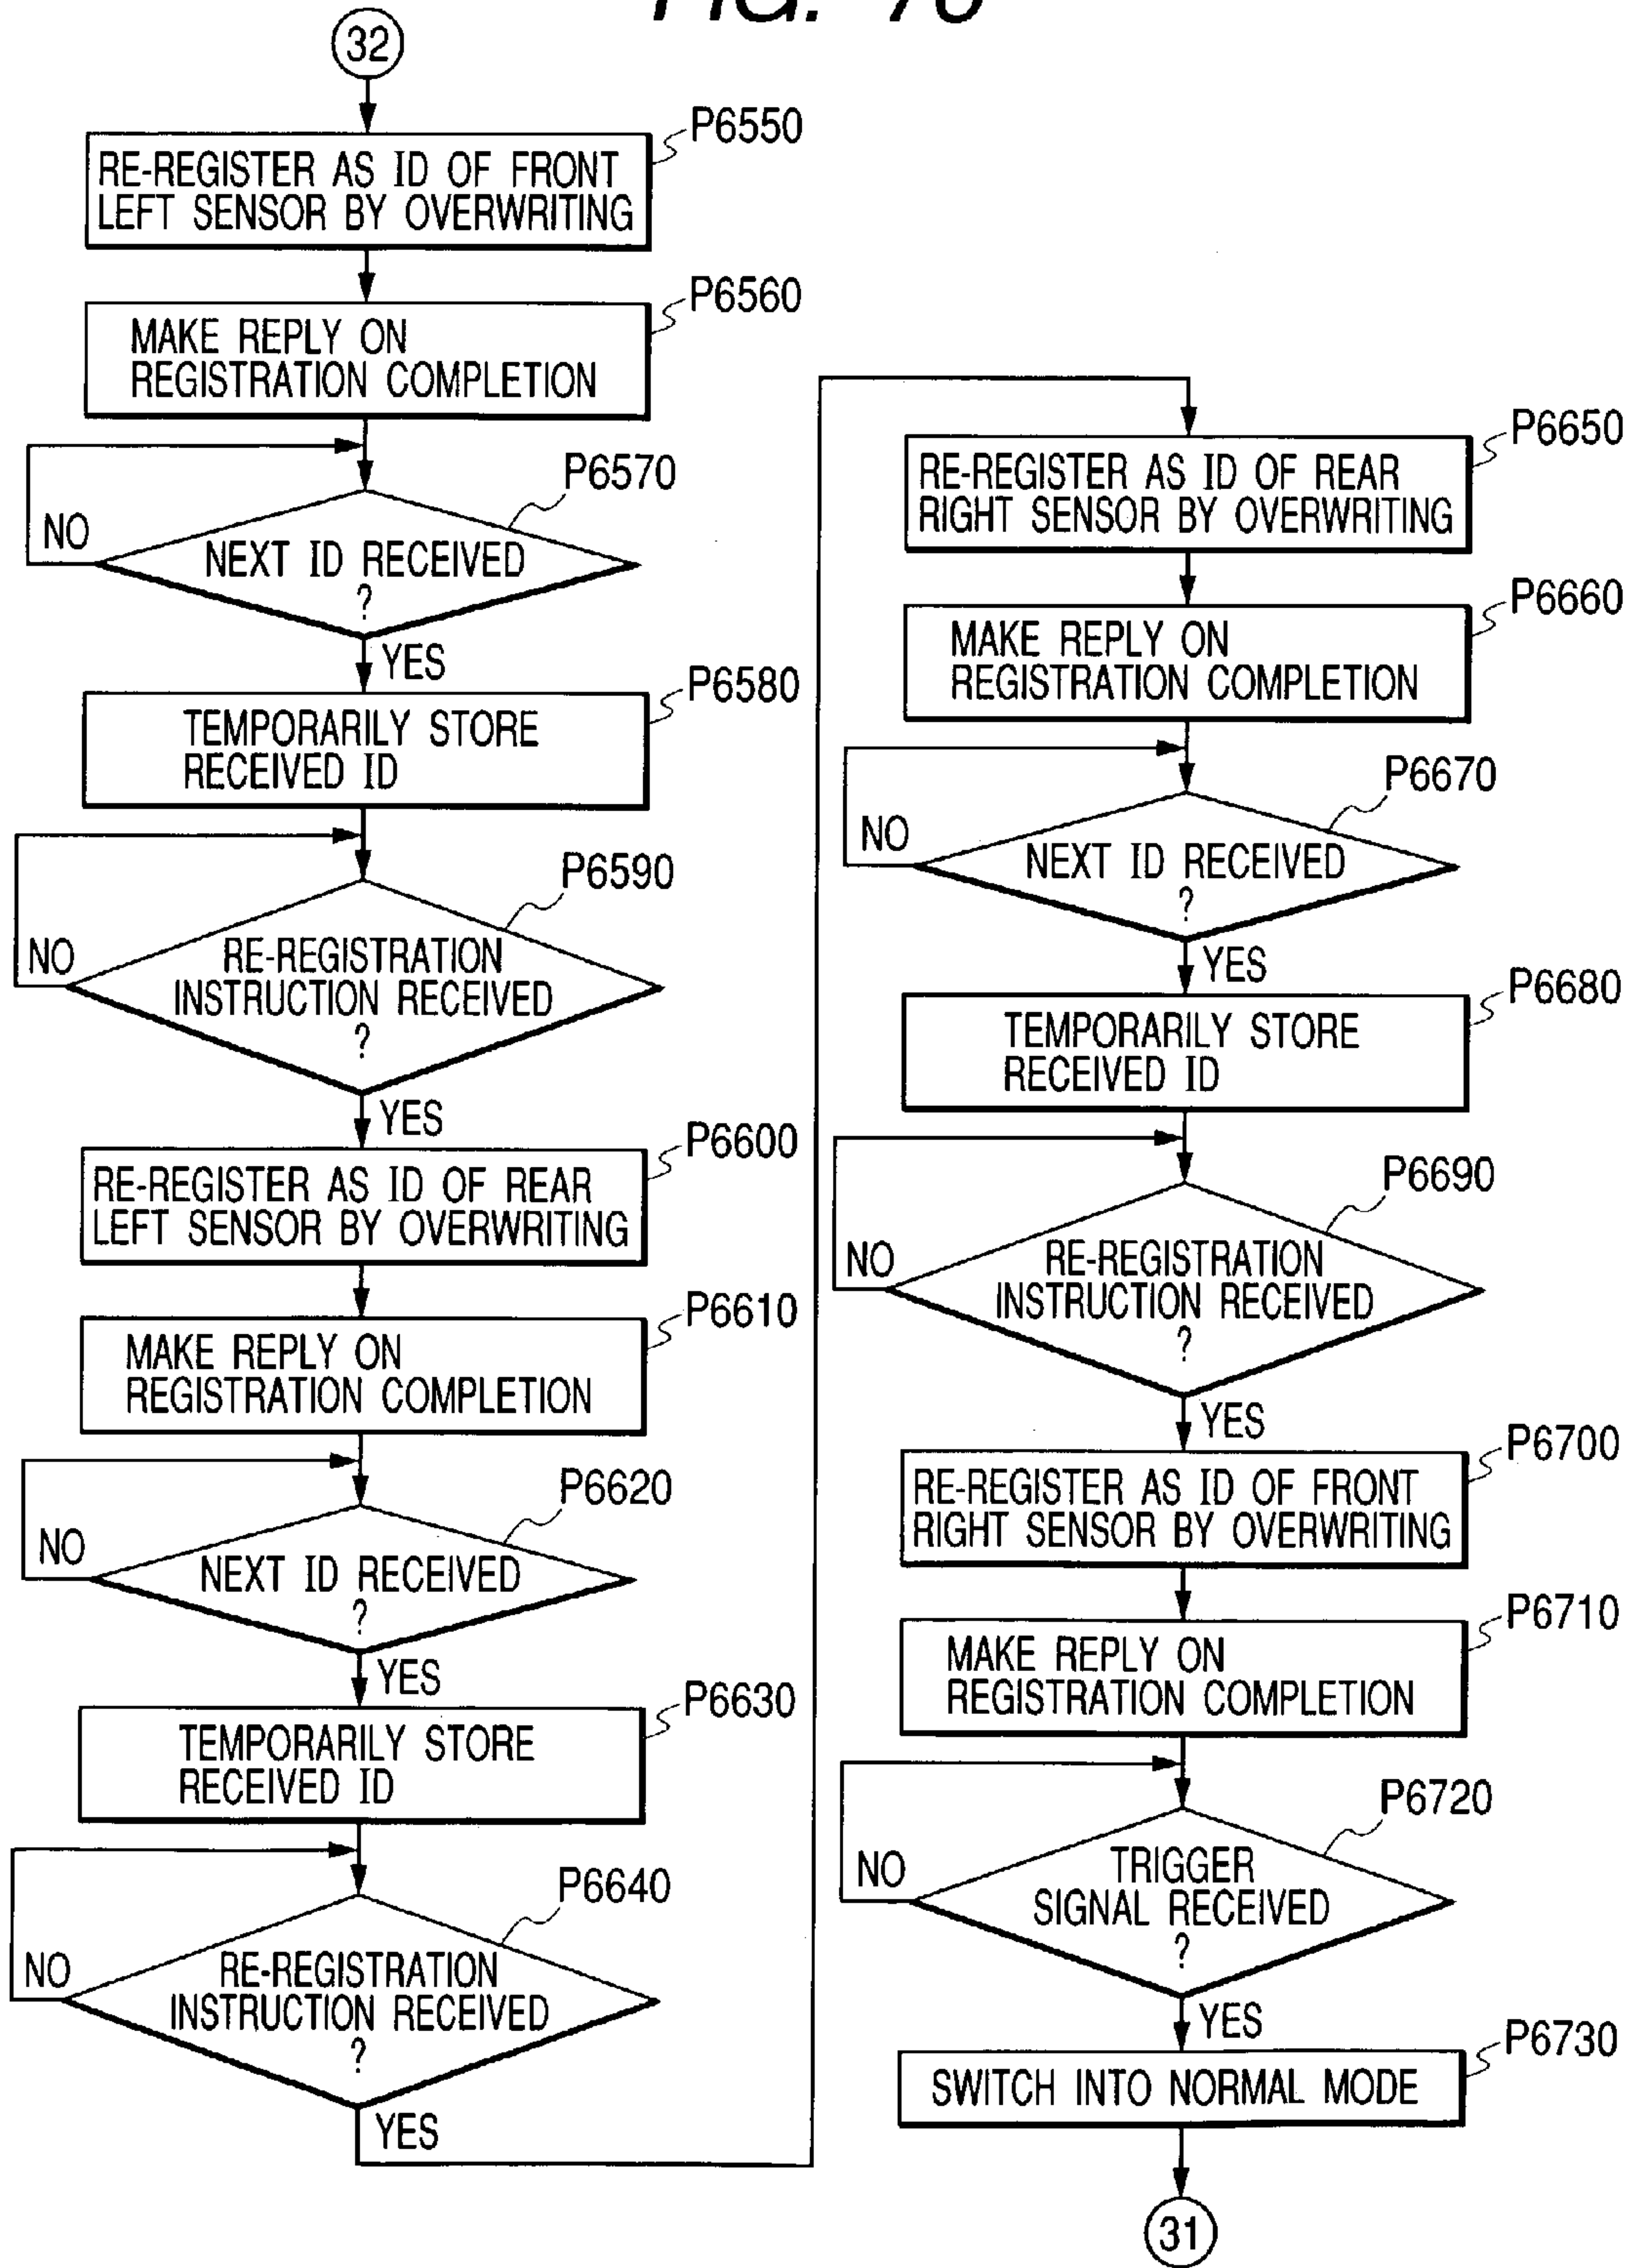 32
P6550
RE-REGISTER AS ID OF FRONT
LEFT SENSOR BY OVERWRITING
P6560
MAKE REPLY ON
REGISTRATION COMPLETION
P6570
NO
NEXT ID RECEIVED
?
YES
P6580
TEMPORARILY STORE
RECEIVED ID
P6590
NO
RE-REGISTRATION
INSTRUCTION RECEIVED
?
YES
P6600
RE-REGISTER AS ID OF REAR
LEFT SENSOR BY OVERWRITING
P6610
MAKE REPLY ON
REGISTRATION COMPLETION
P6620
NO
NEXT ID RECEIVED
?
YES
P6630
TEMPORARILY STORE
RECEIVED ID
P6640
NO
RE-REGISTRATION
INSTRUCTION RECEIVED
?
YES
P6650
RE-REGISTER AS ID OF REAR
RIGHT SENSOR BY OVERWRITING
P6660
MAKE REPLY ON
REGISTRATION COMPLETION
P6670
NO
NEXT ID RECEIVED
?
YES
P6680
TEMPORARILY STORE
RECEIVED ID
P6690
NO
RE-REGISTRATION
INSTRUCTION RECEIVED
?
YES
P6700
RE-REGISTER AS ID OF FRONT
RIGHT SENSOR BY OVERWRITING
P6710
MAKE REPLY ON
REGISTRATION COMPLETION
P6720
NO
TRIGGER
SIGNAL RECEIVED
?
YES
P6730
SWITCH INTO NORMAL MODE
31